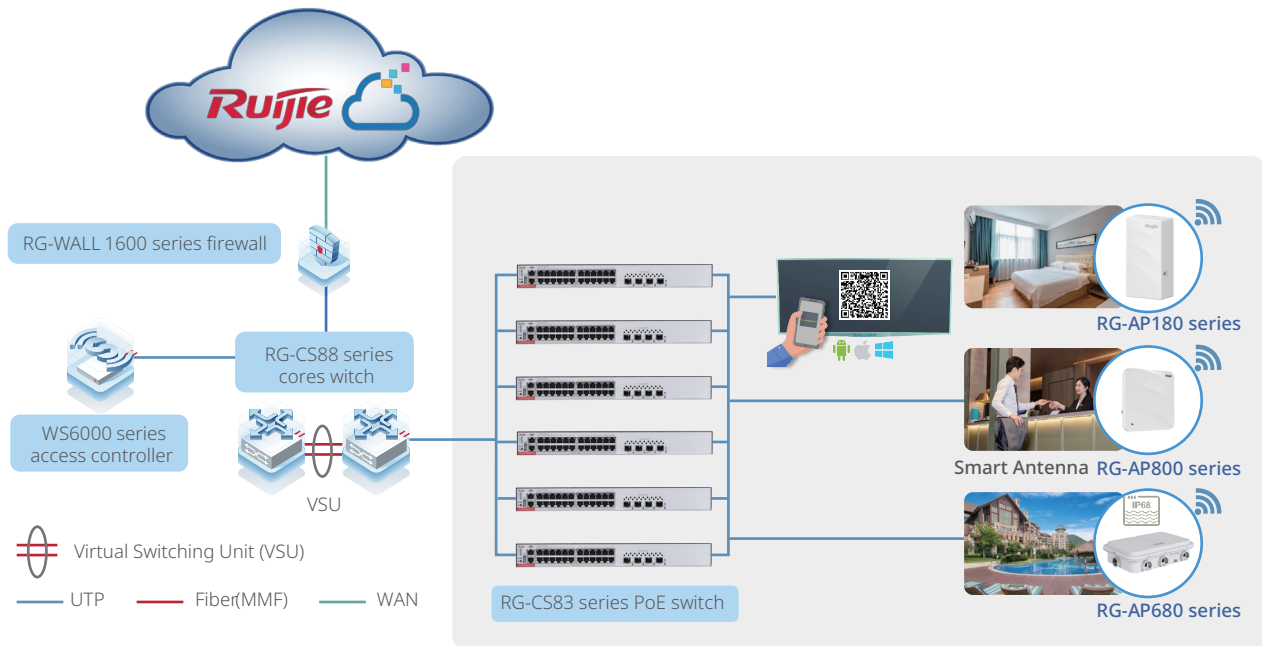 Ruijie
RG-WALL 1600 series firewall
RG-CS88 series
cores witch
WS6000 series
access controller
VSU
Virtual Switching Unit (VSU)
UTP
Fiber(MMF)
WAN
RG-CS83 series PoE switch
Ruijie
RG-AP180 series
Smart Antenna
RG-AP800 series
IP68
RG-AP680 series